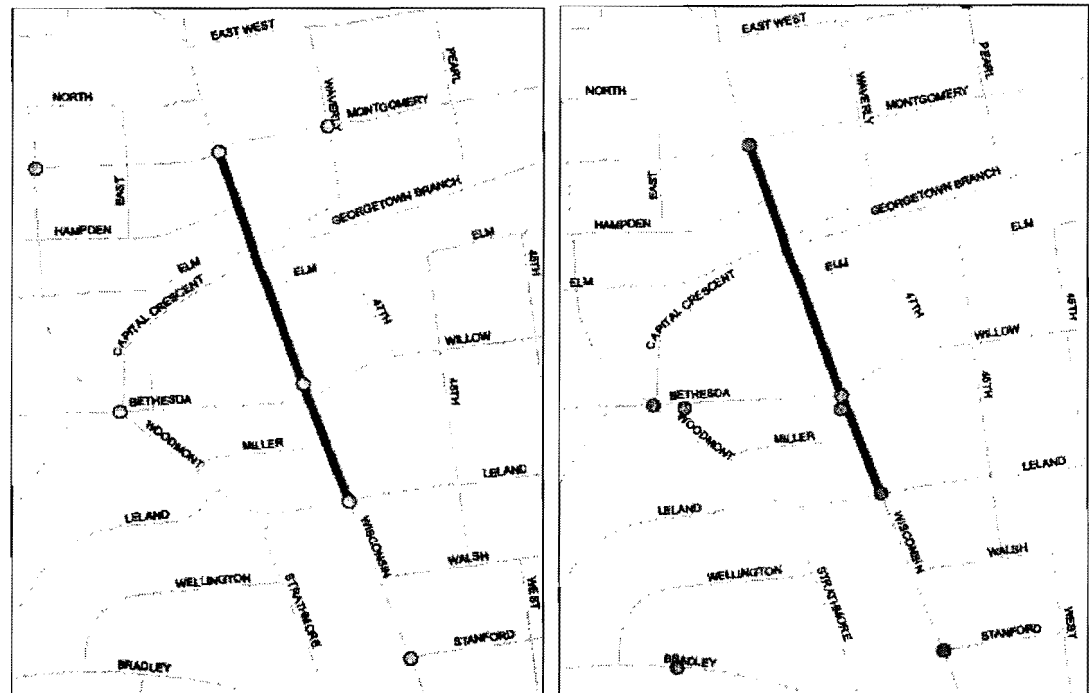 EAST WEST
PEARL
NORTH
WAVERLY
MONTGOMERY
EAST
GEORGETOWN BRANCH
HAMPDEN
ELM
ELM
ELM
CAPITAL CRESCENT
47TH
48TH
WILLOW
46TH
BETHESDA
WOODMONT
MILLER
LELAND
LELAND
WISCONSIN
WALSH
WELLINGTON
STRATHMORE
WEST
STANFORD
BRADLEY
EAST WEST
PEARL
NORTH
WAVERLY
MONTGOMERY
EAST
GEORGETOWN BRANCH
HAMPDEN
ELM
ELM
ELM
CAPITAL CRESCENT
47TH
WILLOW
46TH
BETHESDA
WOODMONT
MILLER
LELAND
LELAND
WISCONSIN
WALSH
WELLINGTON
STRATHMORE
WEST
STANFORD
BRADLEY